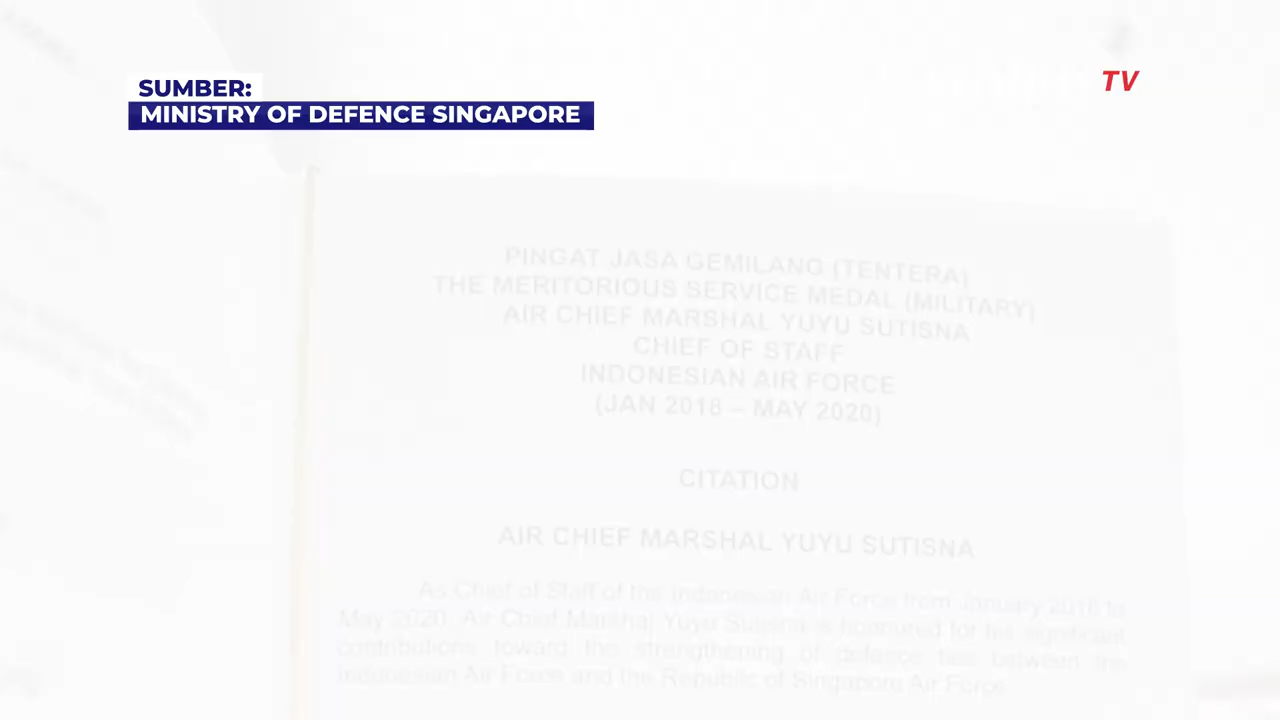 SUMBER:
MINISTRY OF DEFENCE SINGAPORE
TV
PINGAT JASA GEMILANG (TENTERA)
THE MERITORIOUS SERVICE MEDAL (MILITARY)
AIR CHIEF MARSHAL YUYU SUTISNA
CHIEF OF STAFF
INDONESIAN AIR FORCE
(JAN 2018 – MAY 2020)
CITATION
AIR CHIEF MARSHAL YUYU SUTISNA
As Chief of Staff of the Indonesian Air Force from January 2018 to
May 2020, Air Chief Marshal Yuyu Sutisna is honoured for his significant
contributions toward the strengthening of defence ties between the
Indonesian Air Force and the Republic of Singapore Air Force.